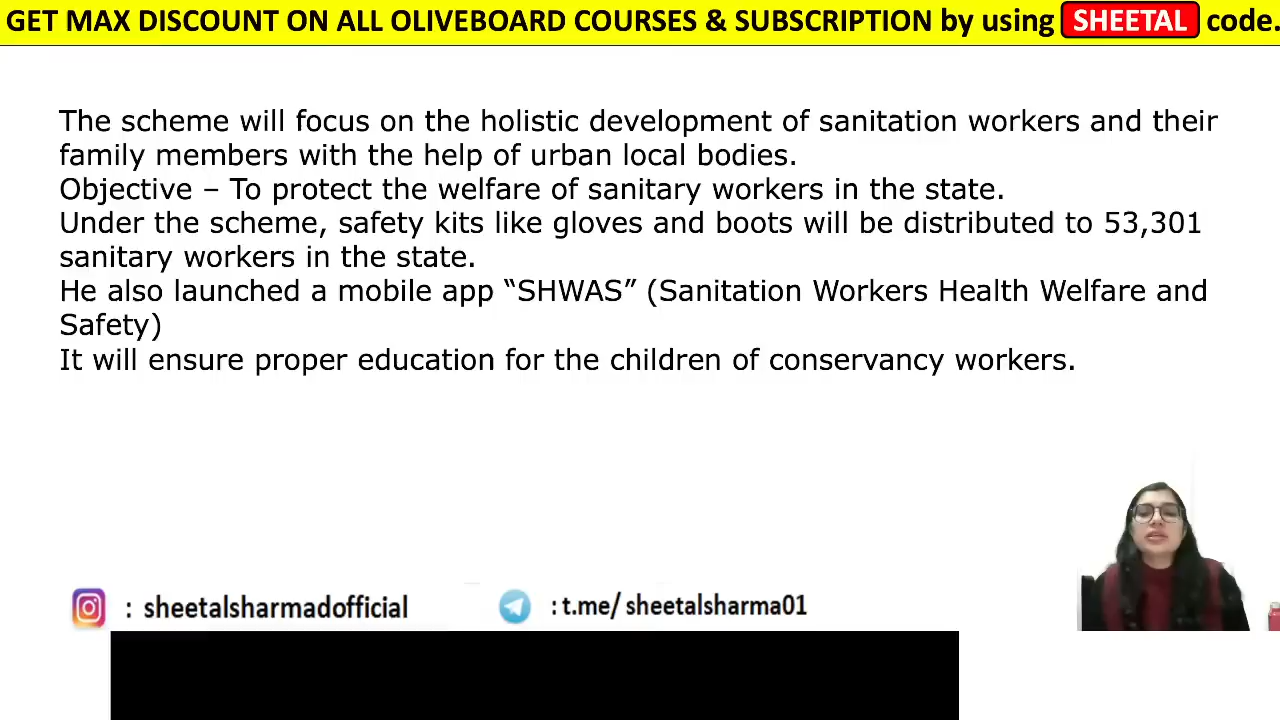 GET MAX DISCOUNT ON ALL OLIVEBOARD COURSES & SUBSCRIPTION by using SHEETAL code.
The scheme will focus on the holistic development of sanitation workers and their
family members with the help of urban local bodies.
Objective – To protect the welfare of sanitary workers in the state.
Under the scheme, safety kits like gloves and boots will be distributed to 53,301
sanitary workers in the state.
He also launched a mobile app “SHWAS” (Sanitation Workers Health Welfare and
Safety)
It will ensure proper education for the children of conservancy workers.
: sheetalsharmadofficial : t.me/ sheetalsharma01